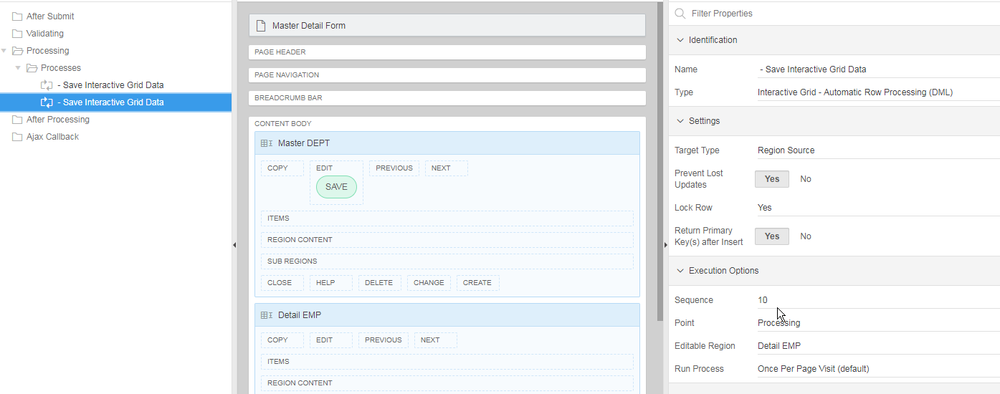 After Submit
Validating
Processing
Processes
- Save Interactive Grid Data
- Save Interactive Grid Data
After Processing
Ajax Callback
Master Detail Form
PAGE HEADER
PAGE NAVIGATION
BREADCRUMB BAR
CONTENT BODY
Master DEPT
COPY EDIT PREVIOUS NEXT
SAVE
ITEMS
REGION CONTENT
SUB REGIONS
CLOSE HELP DELETE CHANGE CREATE
Detail EMP
COPY EDIT PREVIOUS NEXT
ITEMS
REGION CONTENT
Filter Properties
Identification
Name - Save Interactive Grid Data
Type Interactive Grid - Automatic Row Processing (DML)
Settings
Target Type Region Source
Prevent Lost
Updates Yes No
Lock Row Yes
Return Primary
Key(s) after Insert Yes No
Execution Options
Sequence 10
Point Processing
Editable Region Detail EMP
Run Process Once Per Page Visit (default)